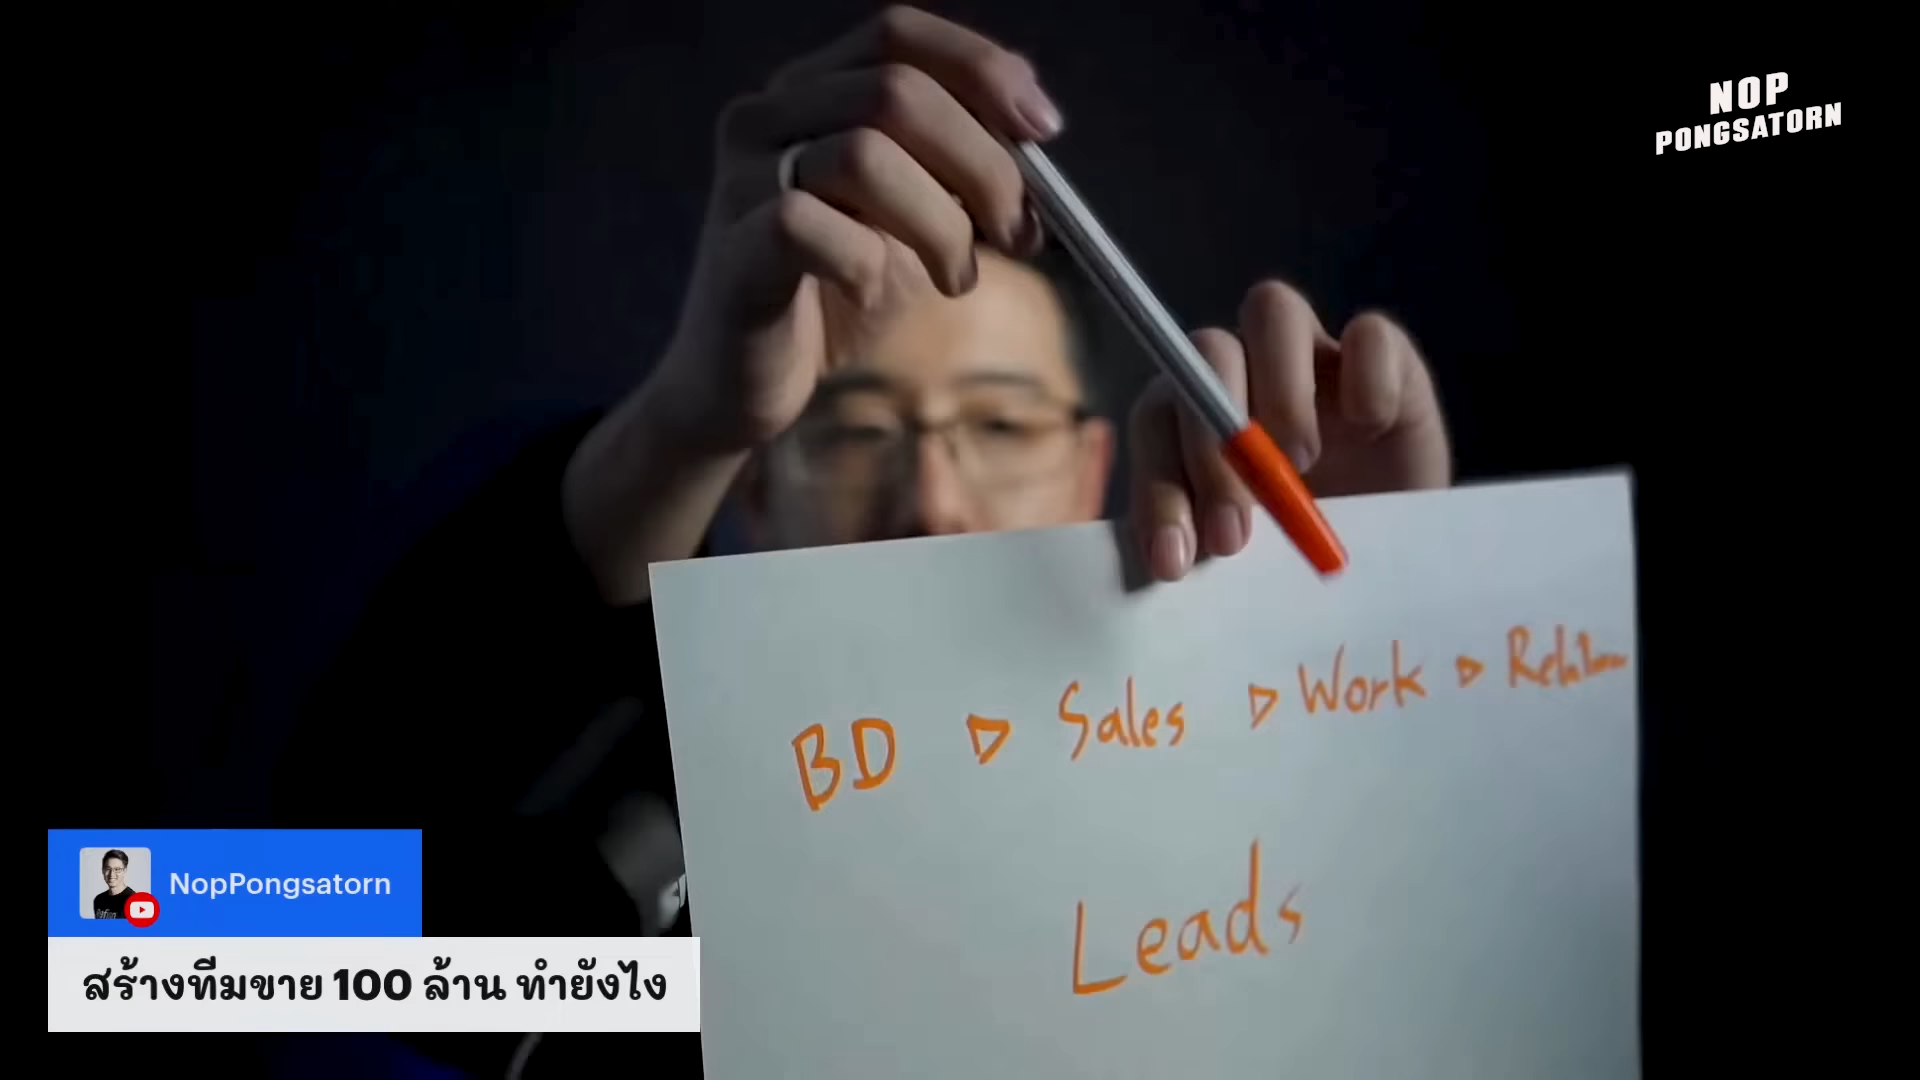 NOP
PONGSATORN
BD ▷ Sales ▷ Work ▷
Leads
NopPongsatorn
สร้างทีมขาย 100 ล้าน ทำยังไง